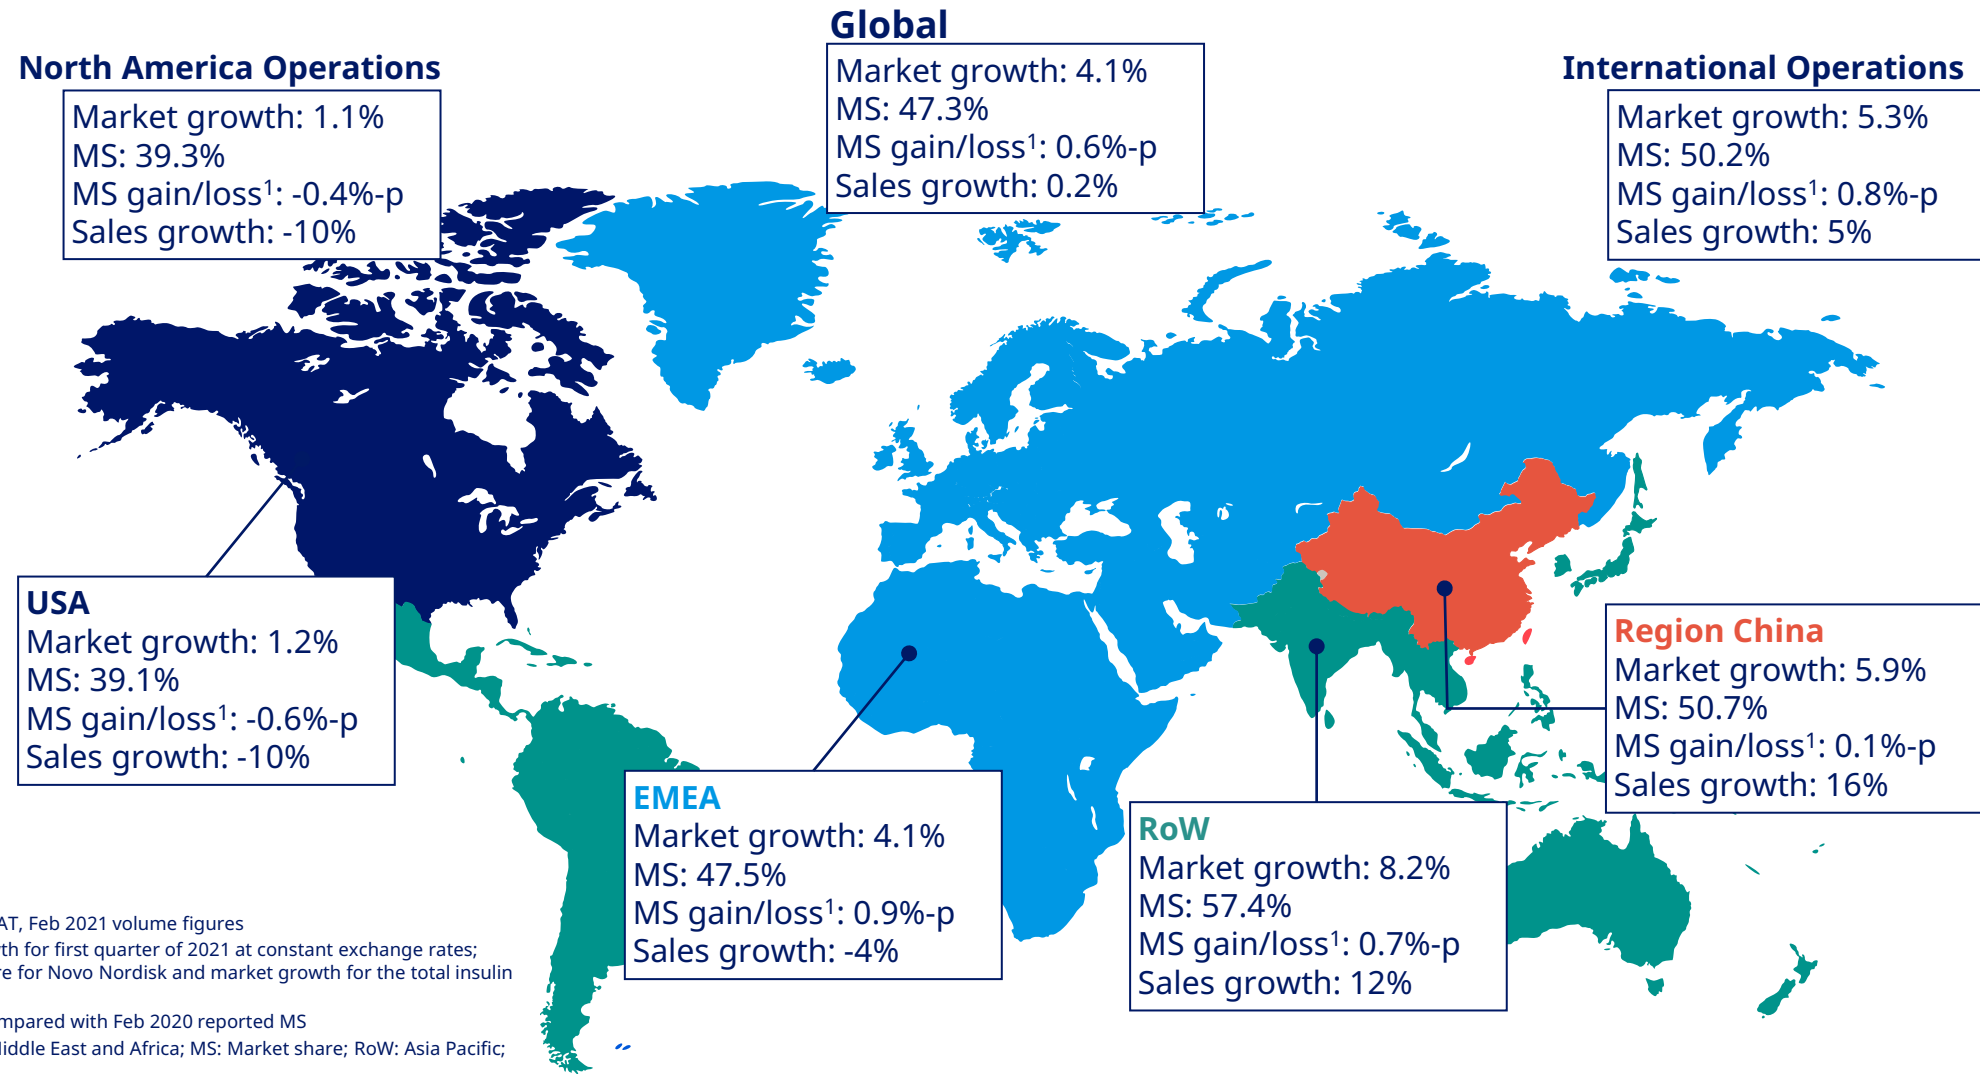 Global
Market growth: 4.1%
MS: 47.3%
MS gain/loss¹: 0.6%-p
Sales growth: 0.2%
North America Operations
Market growth: 1.1%
MS: 39.3%
MS gain/loss¹: -0.4%-p
Sales growth: -10%
International Operations
Market growth: 5.3%
MS: 50.2%
MS gain/loss¹: 0.8%-p
Sales growth: 5%
USA
Market growth: 1.2%
MS: 39.1%
MS gain/loss¹: -0.6%-p
Sales growth: -10%
EMEA
Market growth: 4.1%
MS: 47.5%
MS gain/loss¹: 0.9%-p
Sales growth: -4%
RoW
Market growth: 8.2%
MS: 57.4%
MS gain/loss¹: 0.7%-p
Sales growth: 12%
Region China
Market growth: 5.9%
MS: 50.7%
MS gain/loss¹: 0.1%-p
Sales growth: 16%
Feb 2021 volume figures
for first quarter of 2021 at constant exchange rates;
for Novo Nordisk and market growth for the total insulin
with Feb 2020 reported MS
East and Africa; MS: Market share; RoW: Asia Pacific;